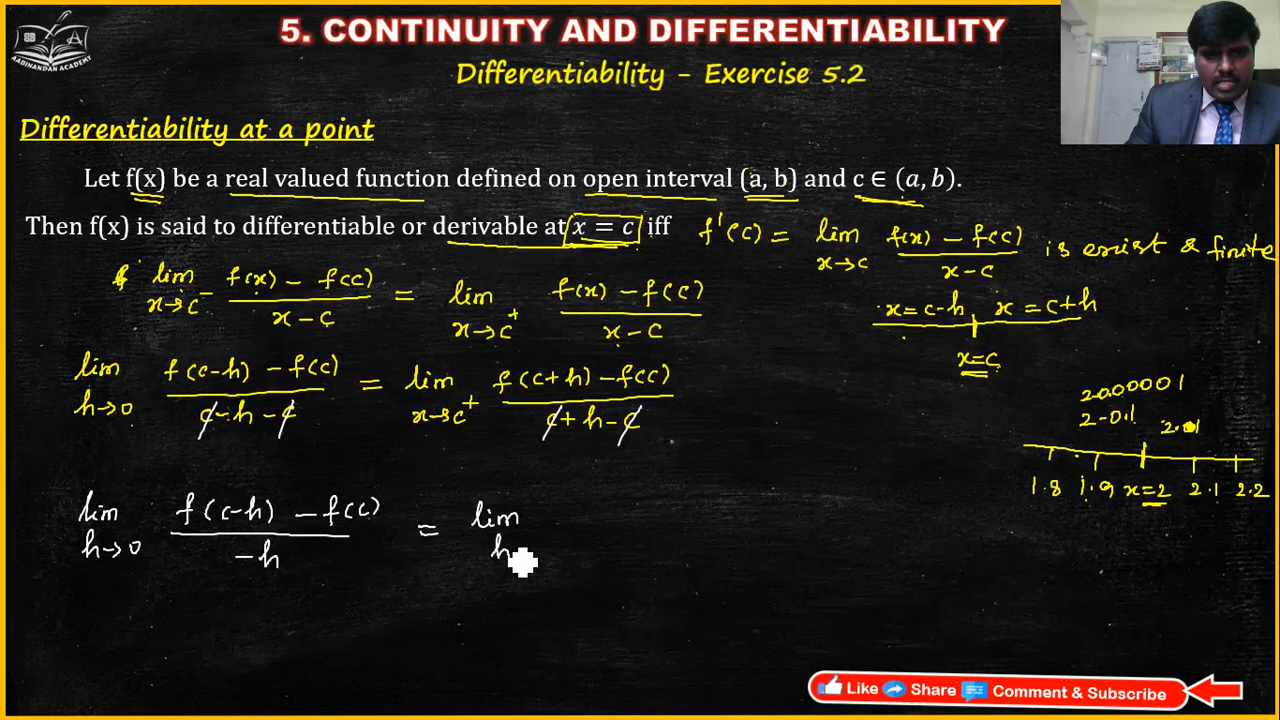 AADINANDAN ACADEMY
5. CONTINUITY AND DIFFERENTIABILITY
Differentiability - Exercise 5.2
Differentiability at a point
Let f(x) be a real valued function defined on open interval (a, b) and c ∈ (a, b).
Then f(x) is said to differentiable or derivable at x = c iff f'(c) = lim x→c (f(x) - f(c))/(x-c) is exist & finite
lim x→c⁻ (f(x) - f(c))/(x-c) = lim x→c⁺ (f(x) - f(c))/(x-c)
x=c-h x=c+h
x=c
lim h→0 (f(c-h) - f(c))/(c-h-c) = lim x→c⁺ (f(c+h) - f(c))/(c+h-c)
2.000001
2-0.1
1.8 1.9 x=2 2.1 2.2
lim h→0 (f(c-h) - f(c))/(-h) = lim h
Like Share Comment & Subscribe